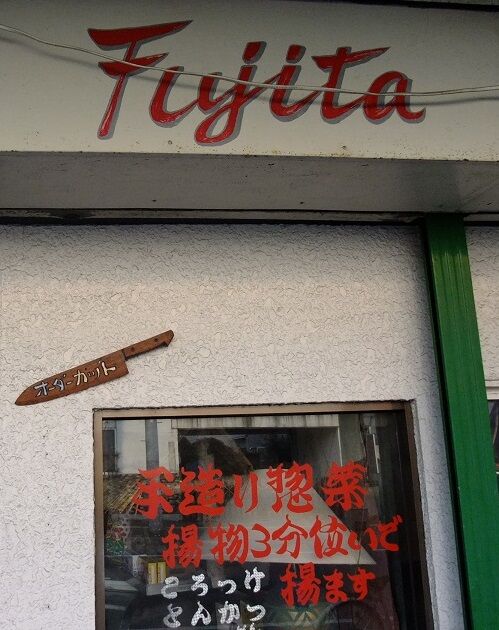 Fujita
オーダーカット
手造り惣菜
揚物3分位いで
揚ます
ころっけ
とんかつ